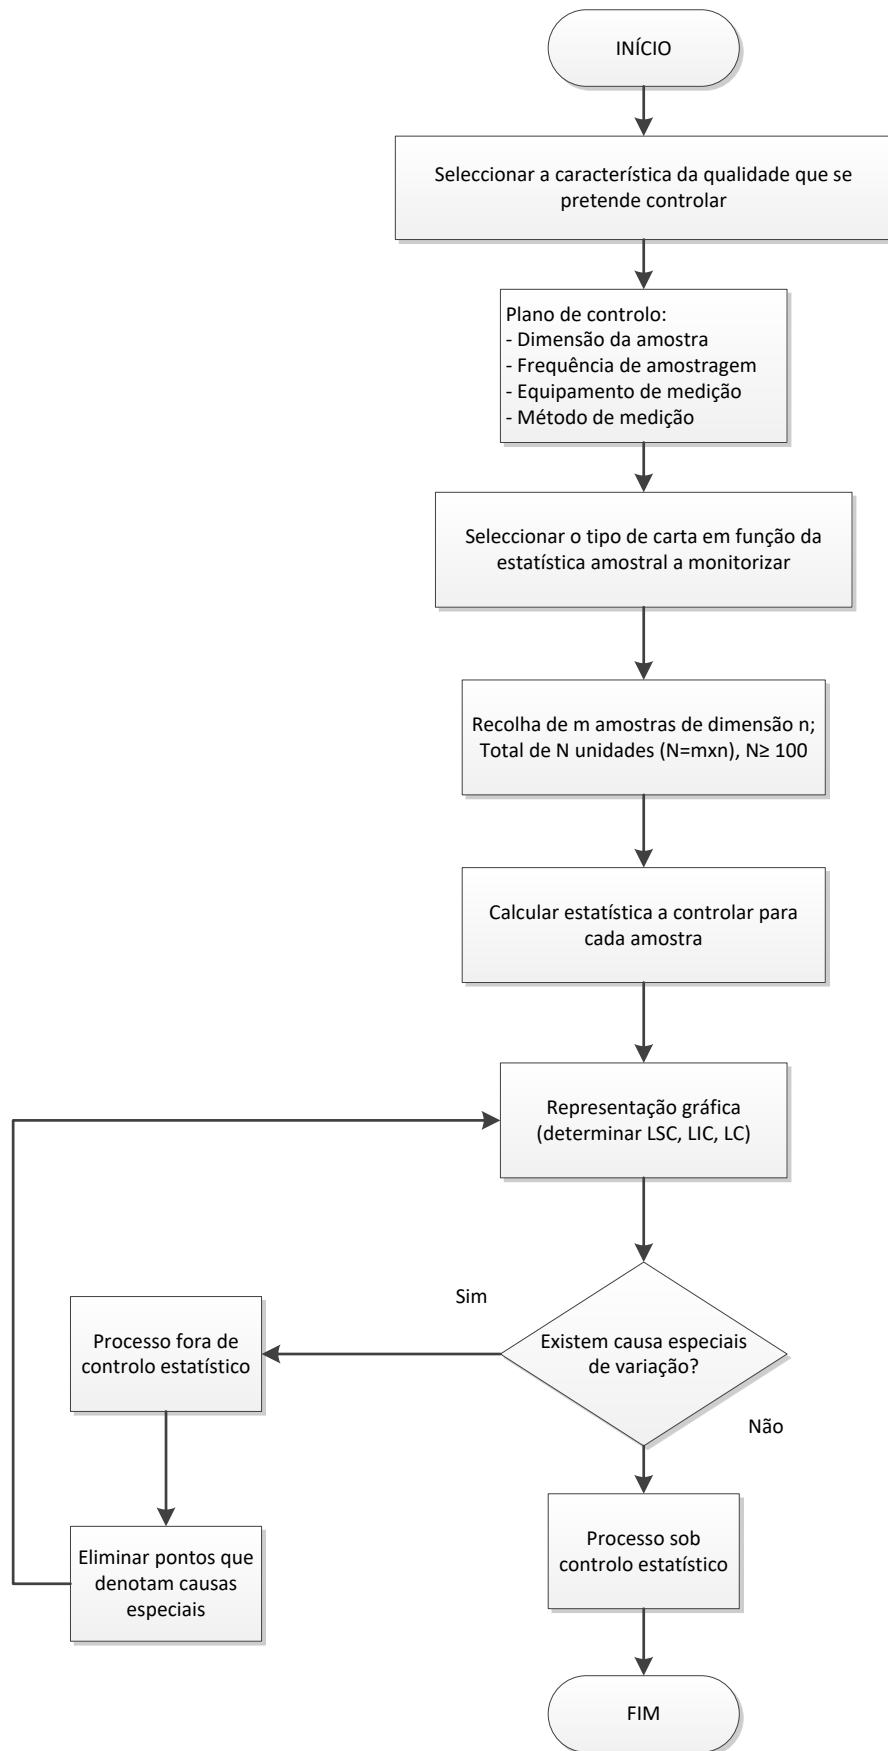 INÍCIO
Seleccionar a característica da qualidade que se
pretende controlar
Plano de controlo:
- Dimensão da amostra
- Frequência de amostragem
- Equipamento de medição
- Método de medição
Seleccionar o tipo de carta em função da
estatística amostral a monitorizar
Recolha de m amostras de dimensão n;
Total de N unidades (N=mxn), N≥ 100
Calcular estatística a controlar para
cada amostra
Representação gráfica
(determinar LSC, LIC, LC)
Existem causa especiais
de variação?
Sim
Processo fora de
controlo estatístico
Eliminar pontos que
denotam causas
especiais
Não
Processo sob
controlo estatístico
FIM